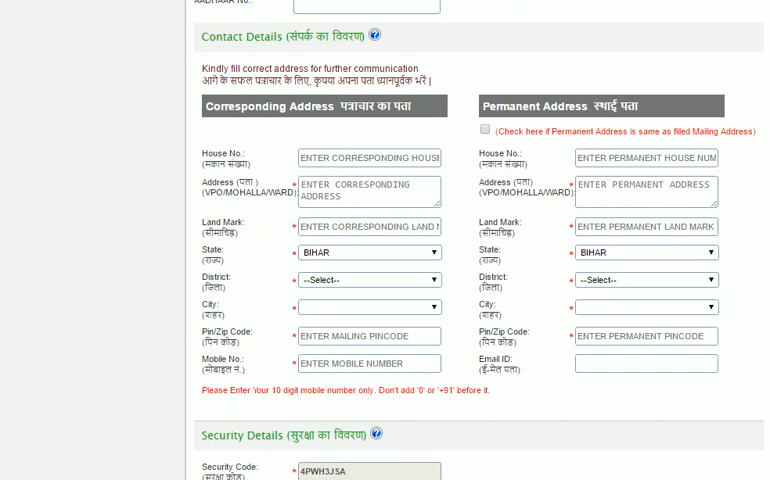 AADHAAR No.:
Contact Details (संपर्क का विवरण)
Kindly fill correct address for further communication
आगे के सफल पत्राचार के लिए, कृपया अपना पता ध्यानपूर्वक भरें |
Corresponding Address पत्राचार का पता
Permanent Address स्थाई पता
(Check here if Permanent Address is same as filled Mailing Address)
House No.: ENTER CORRESPONDING HOUSE
(मकान संख्या)
House No.: ENTER PERMANENT HOUSE NUM
(मकान संख्या)
Address (पता ) * ENTER CORRESPONDING
(VPO/MOHALLA/WARD): ADDRESS
Address (पता) * ENTER PERMANENT ADDRESS
(VPO/MOHALLA/WARD):
Land Mark: * ENTER CORRESPONDING LAND M
(सीमाचिह्न)
Land Mark: * ENTER PERMANENT LAND MARK
(सीमाचिह्न)
State: * BIHAR
(राज्य)
State: * BIHAR
(राज्य)
District: * --Select--
(जिला)
District: * --Select--
(जिला)
City: *
(शहर)
City: *
(शहर)
Pin/Zip Code: * ENTER MAILING PINCODE
(पिन कोड)
Pin/Zip Code: * ENTER PERMANENT PINCODE
(पिन कोड)
Mobile No.: * ENTER MOBILE NUMBER
(मोबाइल नं.)
Email ID:
(ई-मेल पता)
Please Enter Your 10 digit mobile number only. Don't add '0' or '+91' before it.
Security Details (सुरक्षा का विवरण)
Security Code: 4PWH3JSA
(सुरक्षा कोड)